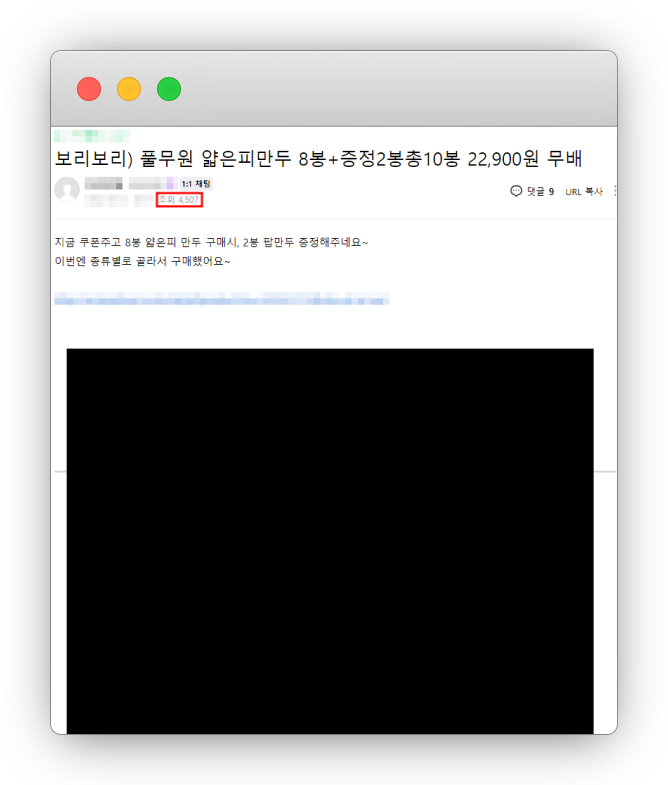 보리보리) 풀무원 얇은피만두 8봉+증정2봉총10봉 22,900원 무배
1:1 채팅
조회 4,507
댓글 9 URL 복사
지금 쿠폰주고 8봉 얇은피 만두 구매시, 2봉 팝만두 증정해주네요~
이번엔 종류별로 골라서 구매했어요~